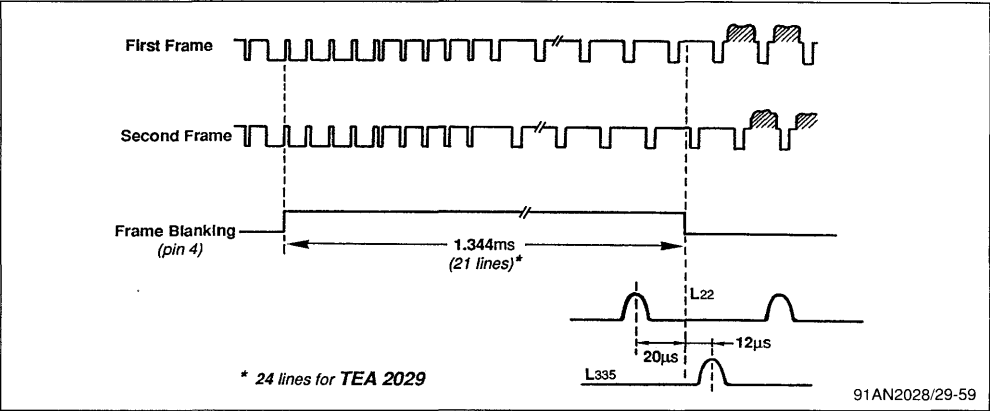 First Frame
Second Frame
Frame Blanking
(pin 4)
1.344ms
(21 lines)*
L22
20µs
12µs
L335
* 24 lines for TEA 2029
91AN2028/29-59